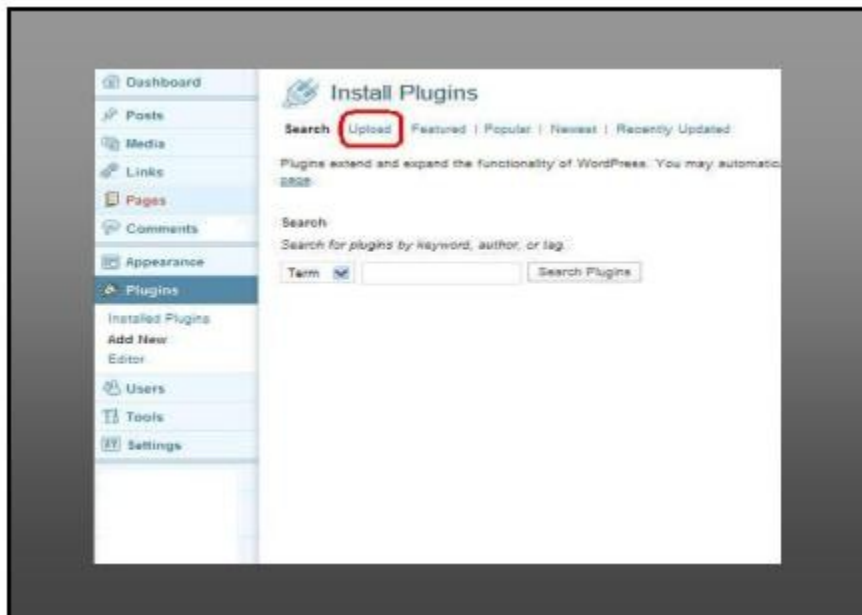 Dashboard
Posts
Media
Links
Pages
Comments
Appearance
Plugins
Installed Plugins
Add New
Editor
Users
Tools
Settings
Install Plugins
Search | Upload | Featured | Popular | Newest | Recently Updated
Plugins extend and expand the functionality of WordPress. You may automatic
page
Search
Search for plugins by keyword, author, or tag.
Term Search Plugins